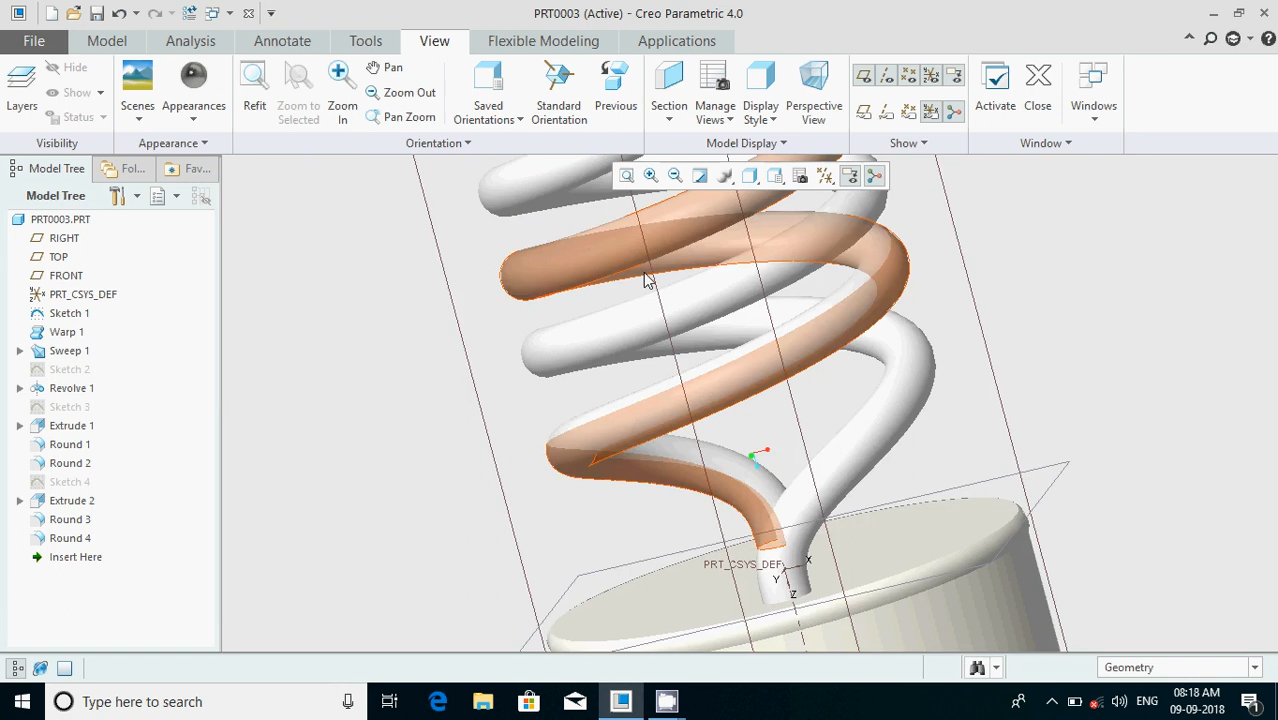 PRT0003 (Active) - Creo Parametric 4.0
File Model Analysis Annotate Tools View Flexible Modeling Applications
Layers
Hide
Show
Status
Visibility
Scenes
Appearances
Appearance
Refit
Zoom to Selected
Zoom In
Pan
Zoom Out
Pan Zoom
Saved Orientations
Standard Orientation
Previous
Orientation
Section
Manage Views
Display Style
Perspective View
Model Display
Show
Activate
Close
Windows
Window
Model Tree
Fol...
Fav...
Model Tree
PRT0003.PRT
RIGHT
TOP
FRONT
PRT_CSYS_DEF
Sketch 1
Warp 1
Sweep 1
Sketch 2
Revolve 1
Sketch 3
Extrude 1
Round 1
Round 2
Sketch 4
Extrude 2
Round 3
Round 4
Insert Here
PRT_CSYS_DEF
X
Y
Z
Geometry
Type here to search
ENG
08:18 AM
09-09-2018
1